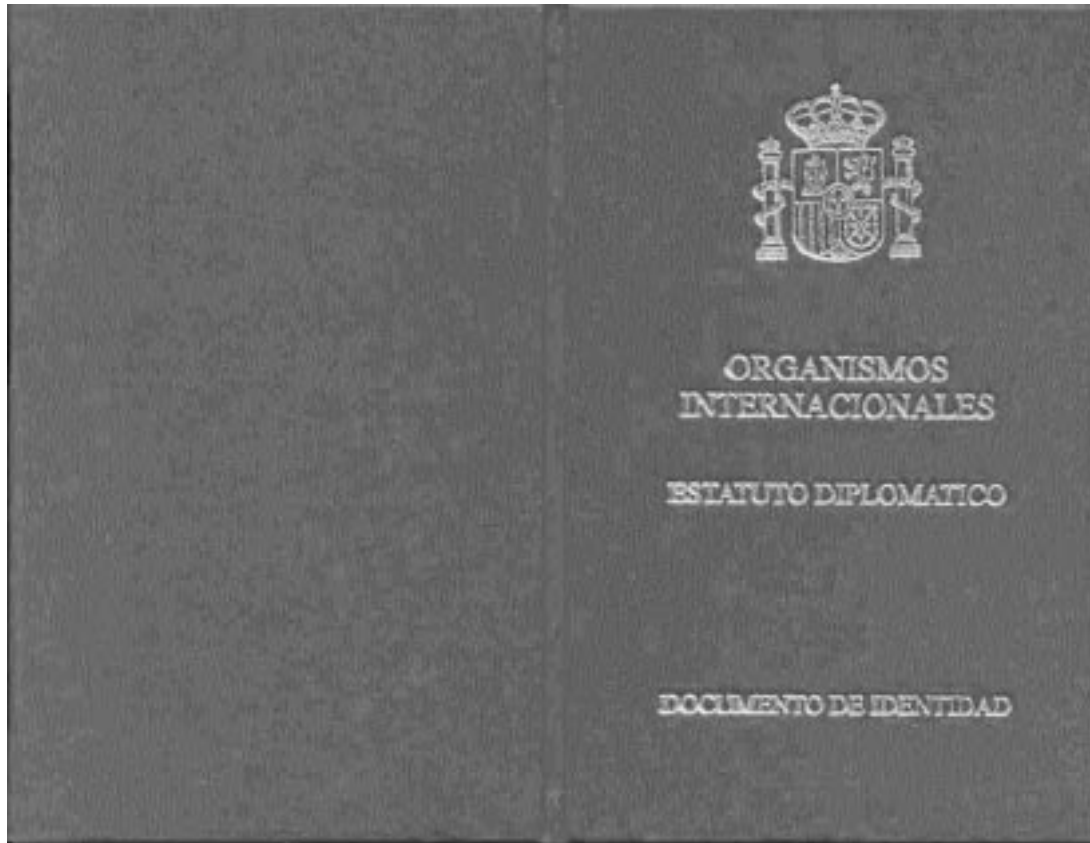 ORGANISMOS
INTERNACIONALES
ESTATUTO DIPLOMATICO
DOCUMENTO DE IDENTIDAD